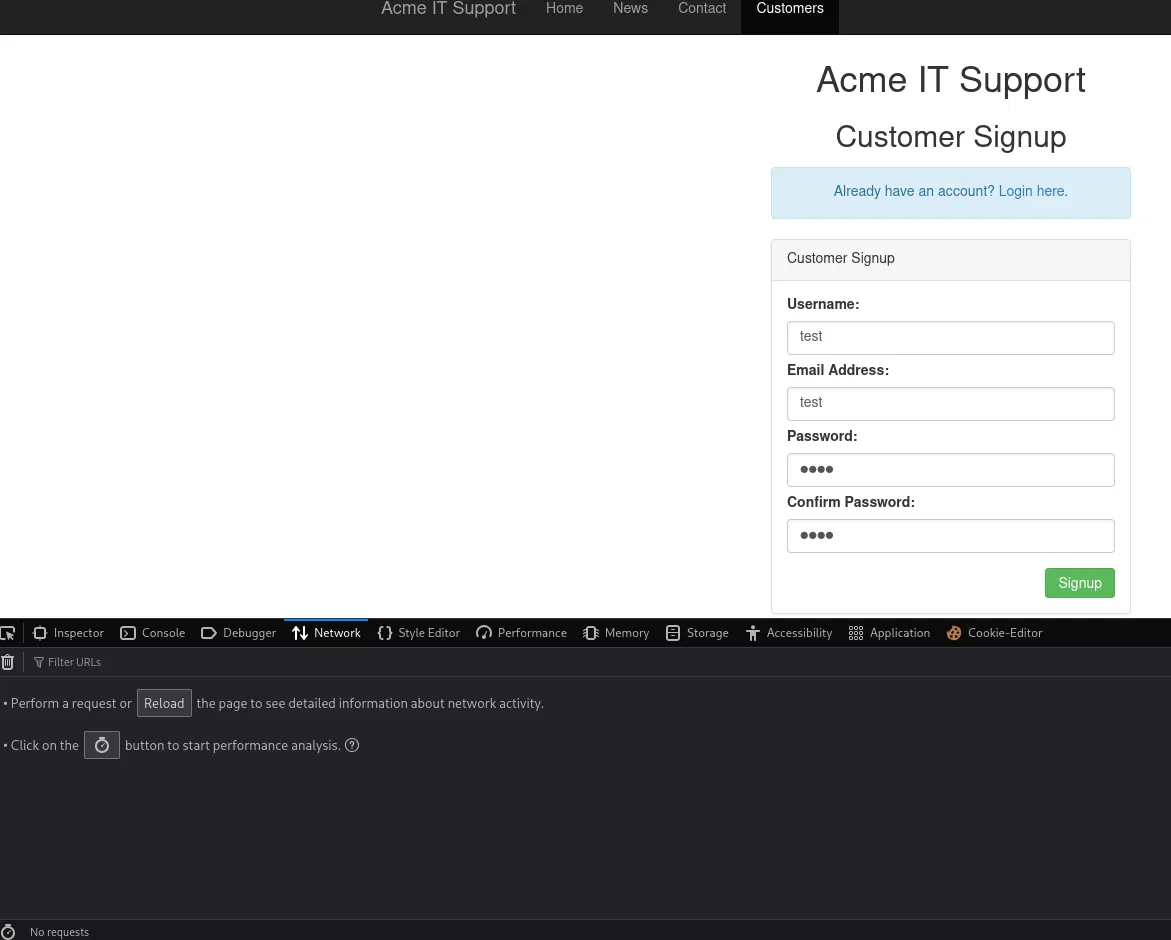 Acme IT Support Home News Contact Customers
Acme IT Support
Customer Signup
Already have an account? Login here.
Customer Signup
Username:
test
Email Address:
test
Password:
●●●●
Confirm Password:
●●●●
Signup
Inspector Console Debugger Network Style Editor Performance Memory Storage Accessibility Application Cookie-Editor
Filter URLs
• Perform a request or Reload the page to see detailed information about network activity.
• Click on the button to start performance analysis. ?
No requests